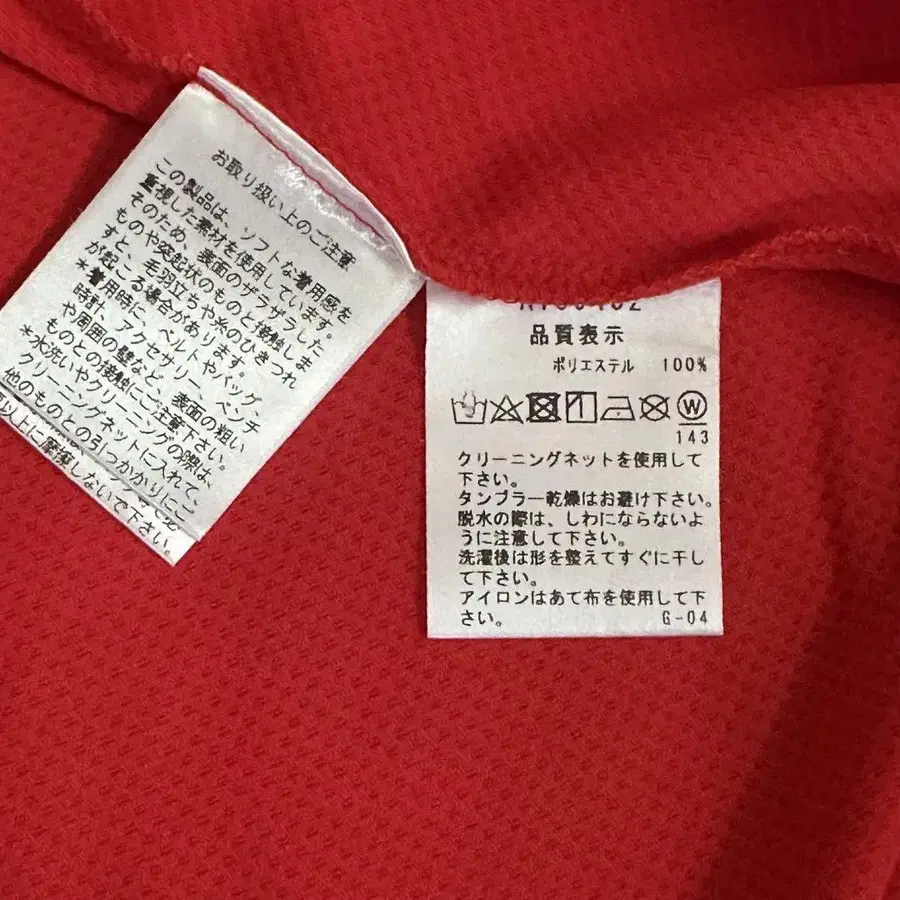 お取り扱い上のご注意
この製品は、ソフトな着用感を
重視した素材を使用しています。
そのため、表面のザラザラした
ものや突起状のものと接触しま
すと、毛羽立ちや糸のひきつれ
が起こる場合があります。
*着用時に、ベルトやバッグ、
時計、アクセサリー、ベンチ
や周囲の壁など、表面の粗い
ものとの接触にご注意下さい。
*水洗いやクリーニングの際は、
クリーニングネットに入れて、
他のものとの引っかかりにご
さい。
品質表示
ポリエステル 100%
W
143
クリーニングネットを使用して
下さい。
タンブラー乾燥はお避け下さい。
脱水の際は、しわにならないよ
うに注意して下さい。
洗濯後は形を整えてすぐに干し
て下さい。
アイロンはあて布を使用して下
さい。 G-04